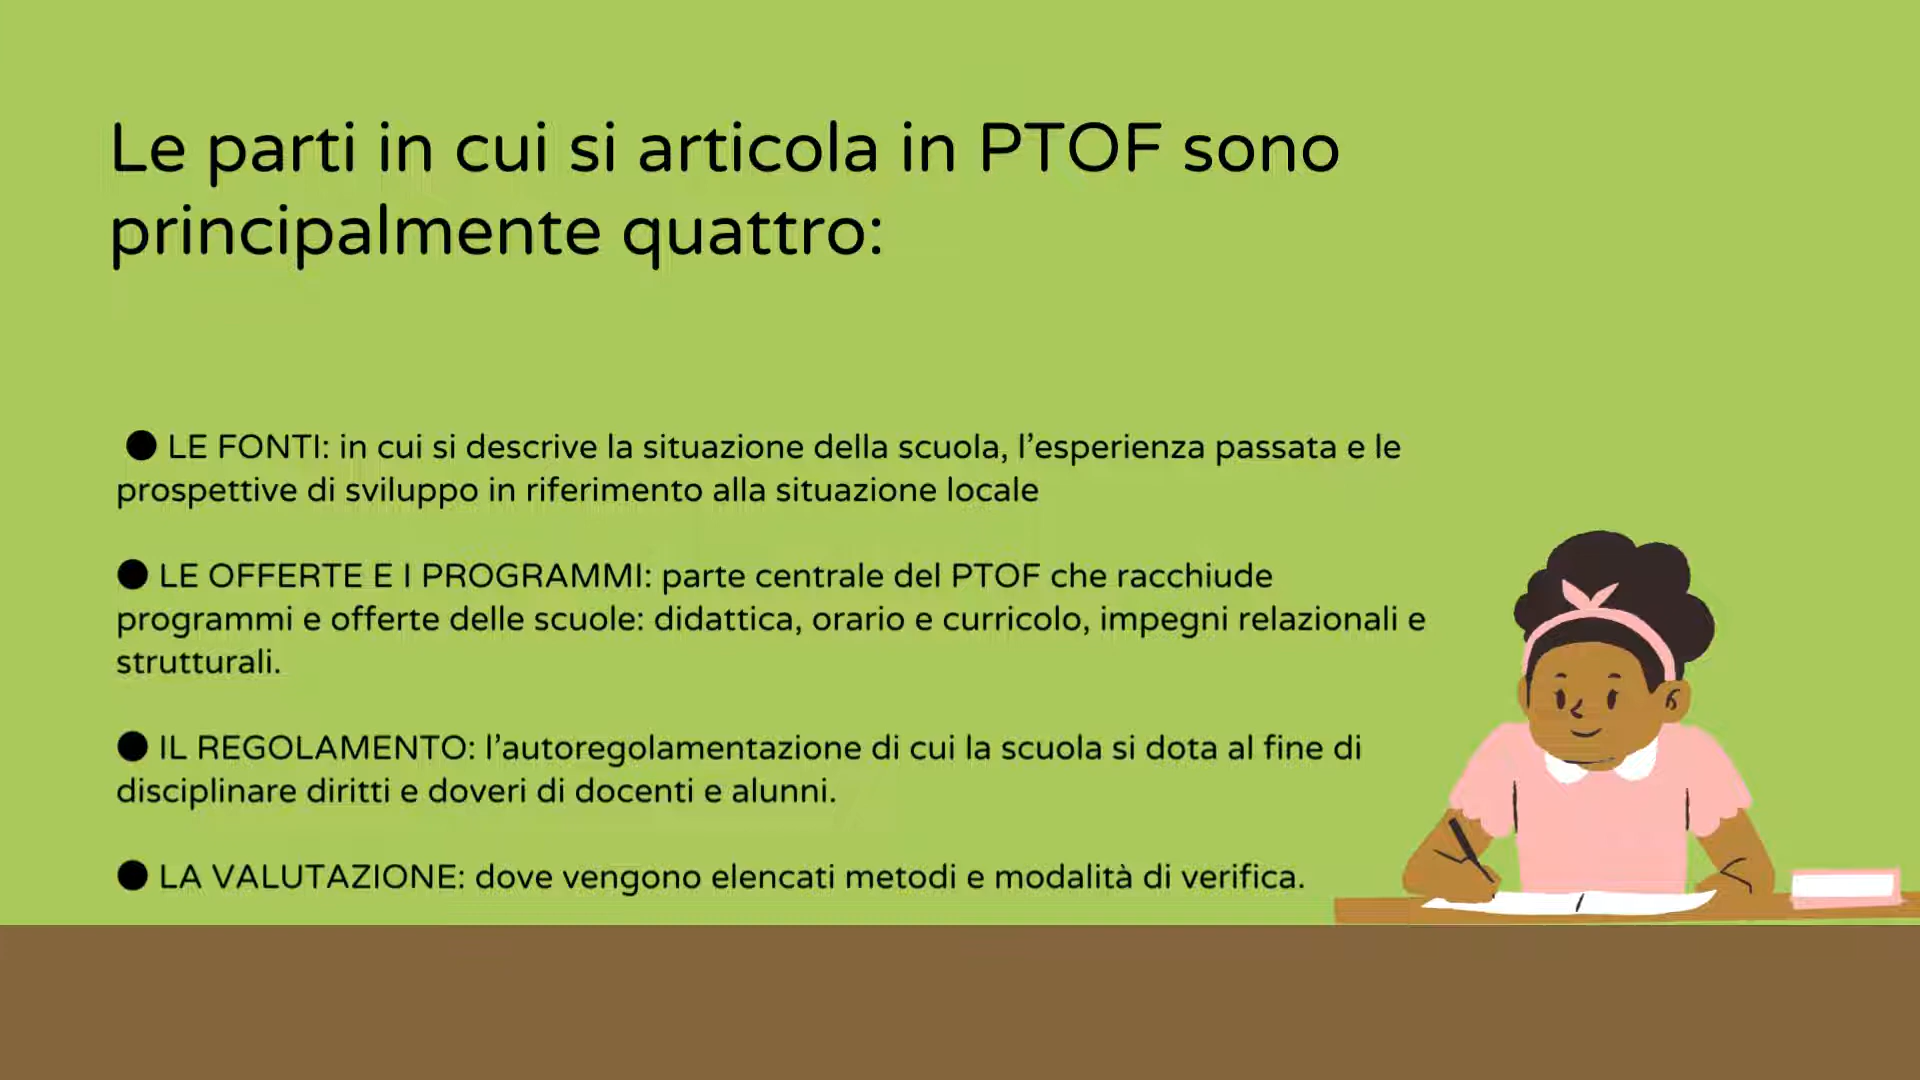 Le parti in cui si articola in PTOF sono
principalmente quattro:
● LE FONTI: in cui si descrive la situazione della scuola, l’esperienza passata e le
prospettive di sviluppo in riferimento alla situazione locale
● LE OFFERTE E I PROGRAMMI: parte centrale del PTOF che racchiude
programmi e offerte delle scuole: didattica, orario e curricolo, impegni relazionali e
strutturali.
● IL REGOLAMENTO: l’autoregolamentazione di cui la scuola si dota al fine di
disciplinare diritti e doveri di docenti e alunni.
● LA VALUTAZIONE: dove vengono elencati metodi e modalità di verifica.